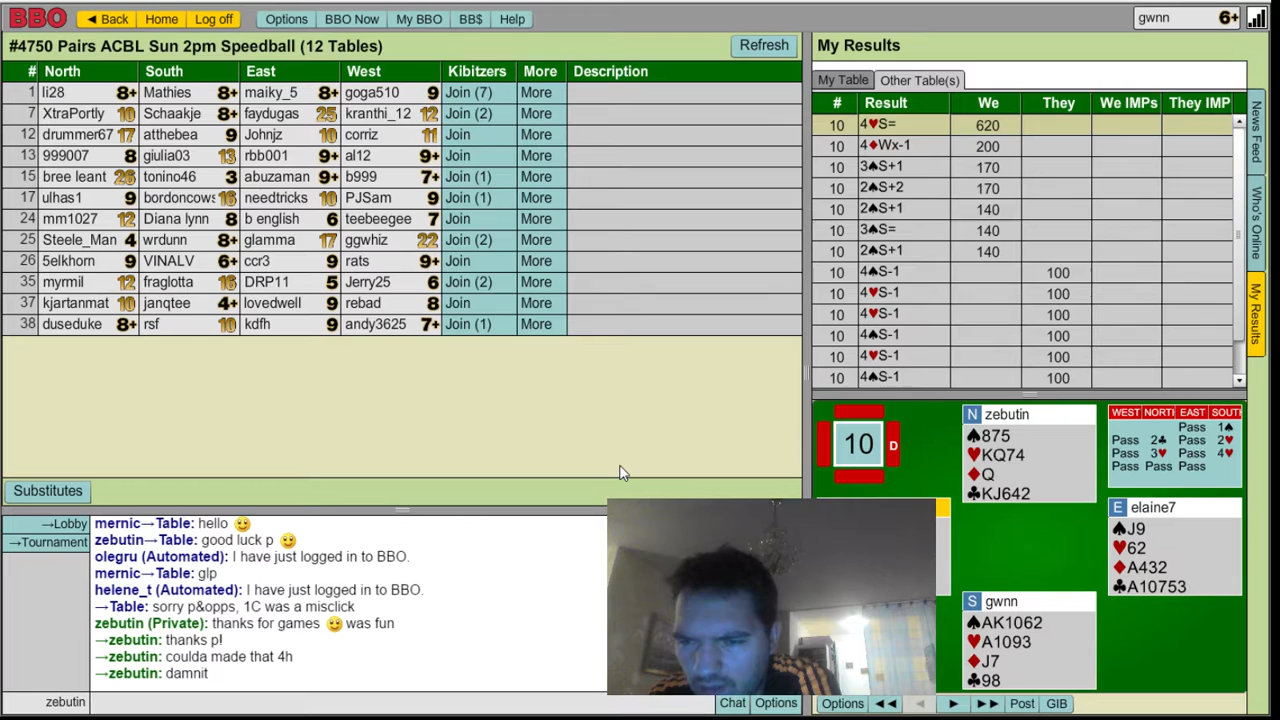 BBO ◄ Back Home Log off Options BBO Now My BBO BB$ Help gwnn 6+
#4750 Pairs ACBL Sun 2pm Speedball (12 Tables) Refresh
# North South East West Kibitzers More Description
1 li28 8+ Mathies 8+ maiky_5 8+ goga510 9 Join (7) More
7 XtraPortly 10 Schaakje 8+ faydugas 25 kranthi_12 12 Join (2) More
12 drummer67 17 atthebea 9 Johnjz 10 corriz 11 Join More
13 999007 8 giulia03 13 rbb001 9+ al12 9+ Join More
15 bree leant 26 tonino46 3 abuzaman 9+ b999 7+ Join (1) More
17 ulhas1 9 bordoncows 16 needtricks 10 PJSam 9 Join (1) More
24 mm1027 12 Diana lynn 8 b english 6 teebeegee 7 Join More
25 Steele_Man 4 wrdunn 8+ glamma 17 ggwhiz 22 Join (2) More
26 5elkhorn 9 VINALV 6+ ccr3 9 rats 9+ Join More
35 myrmil 12 fraglotta 16 DRP11 5 Jerry25 6 Join (2) More
37 kjartanmat 10 janqtee 4+ lovedwell 9 rebad 8 Join More
38 duseduke 8+ rsf 10 kdfh 9 andy3625 7+ Join (1) More
Substitutes
→Lobby
→Tournament
mernic→Table: hello 😊
zebutin→Table: good luck p 😊
olegru (Automated): I have just logged in to BBO.
mernic→Table: glp
helene_t (Automated): I have just logged in to BBO.
→Table: sorry p&opps, 1C was a misclick
zebutin (Private): thanks for games 😊 was fun
→zebutin: thanks p!
→zebutin: coulda made that 4h
→zebutin: damnit
zebutin Chat Options
My Results
My Table Other Table(s)
# Result We They We IMPs They IMP
10 4♥S= 620
10 4♦Wx-1 200
10 3♠S+1 170
10 2♠S+2 170
10 2♠S+1 140
10 3♠S= 140
10 2♠S+1 140
10 4♠S-1 100
10 4♥S-1 100
10 4♥S-1 100
10 4♠S-1 100
10 4♥S-1 100
10 4♠S-1 100
News Feed
Who's Online
My Results
10 D
N zebutin
♠875
♥KQ74
♦Q
♣KJ642
WEST NORTH EAST SOUTH
Pass 1♠
Pass 2♣ Pass 2♥
Pass 3♥ Pass 4♥
Pass Pass Pass
E elaine7
♠J9
♥62
♦A432
♣A10753
S gwnn
♠AK1062
♥A1093
♦J7
♣98
Options ◄◄ ◄ ► ►► Post GIB